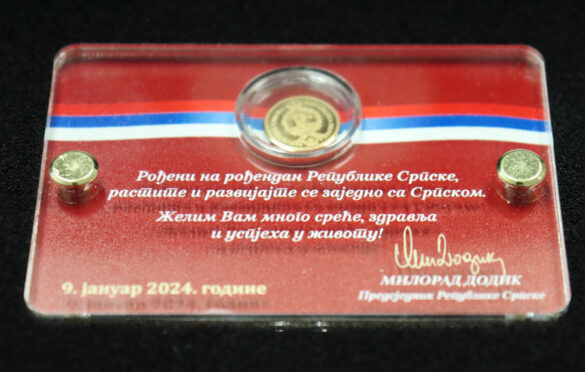 Рођени на рођендан Републике Српске,
растите и развијајте се заједно са Српском.
Желим Вам много среће, здравља
и успјеха у животу!
9. јануар 2024. године
МИЛОРАД ДОДИК
Предсједник Републике Српске